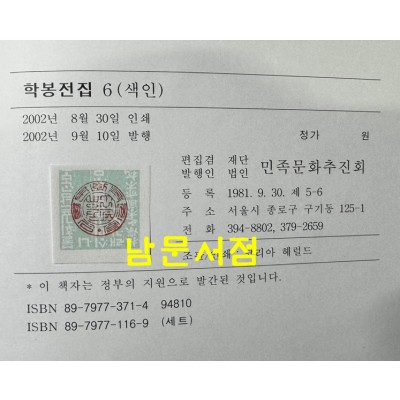 학봉전집 6 (색인)
2002년 8월 30일 인쇄
2002년 9월 10일 발행
정가 원
편집겸 재단
발행인 법인 민족문화추진회
등 록 1981. 9. 30. 제 5-6
주 소 서울시 종로구 구기동 125-1
전 화 394-8802, 379-2659
남문서점
헤럴드
* 이 책자는 정부의 지원으로 발간된 것입니다.
ISBN 89-7977-371-4 94810
ISBN 89-7977-116-9 (세트)